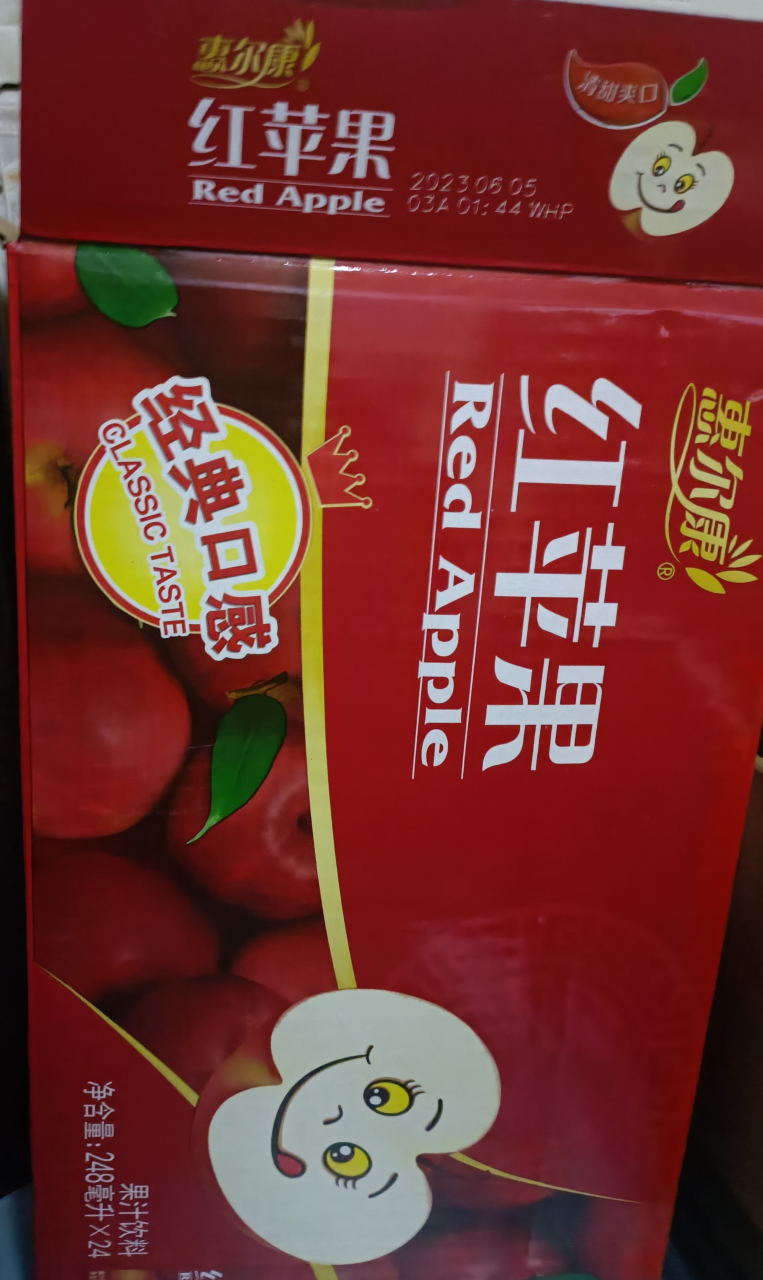 惠尔康
红苹果
Red Apple
2023 06 05
03A 01:44 WHP
清甜爽口
惠尔康®
红苹果
Red Apple
经典口感
CLASSIC TASTE
果汁饮料
净含量:248毫升×24